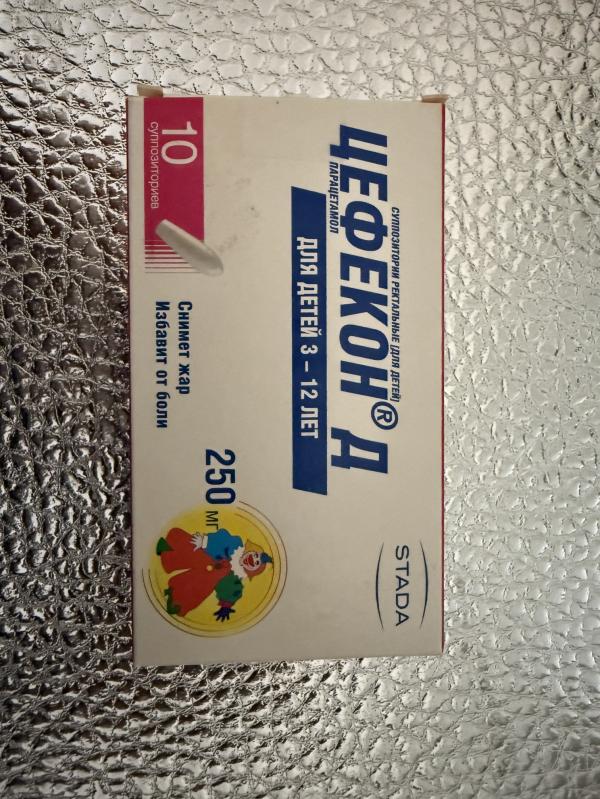 СУППОЗИТОРИИ РЕКТАЛЬНЫЕ (ДЛЯ ДЕТЕЙ)
ЦЕФЕКОН® Д
ПАРАЦЕТАМОЛ
ДЛЯ ДЕТЕЙ 3 – 12 ЛЕТ
STADA
250 МГ
Снимет жар
Избавит от боли
10
суппозиториев